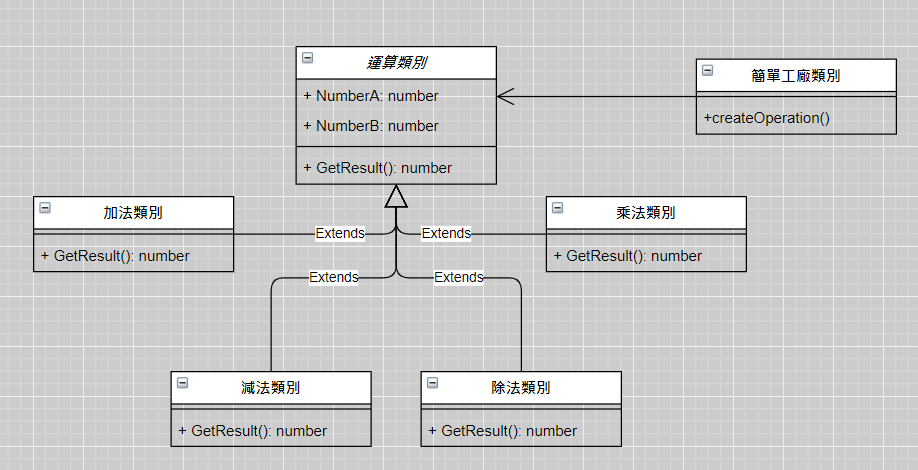 運算類別
+ NumberA: number
+ NumberB: number
+ GetResult(): number
簡單工廠類別
+createOperation()
加法類別
+ GetResult(): number
Extends
Extends
乘法類別
+ GetResult(): number
Extends
Extends
減法類別
+ GetResult(): number
除法類別
+ GetResult(): number